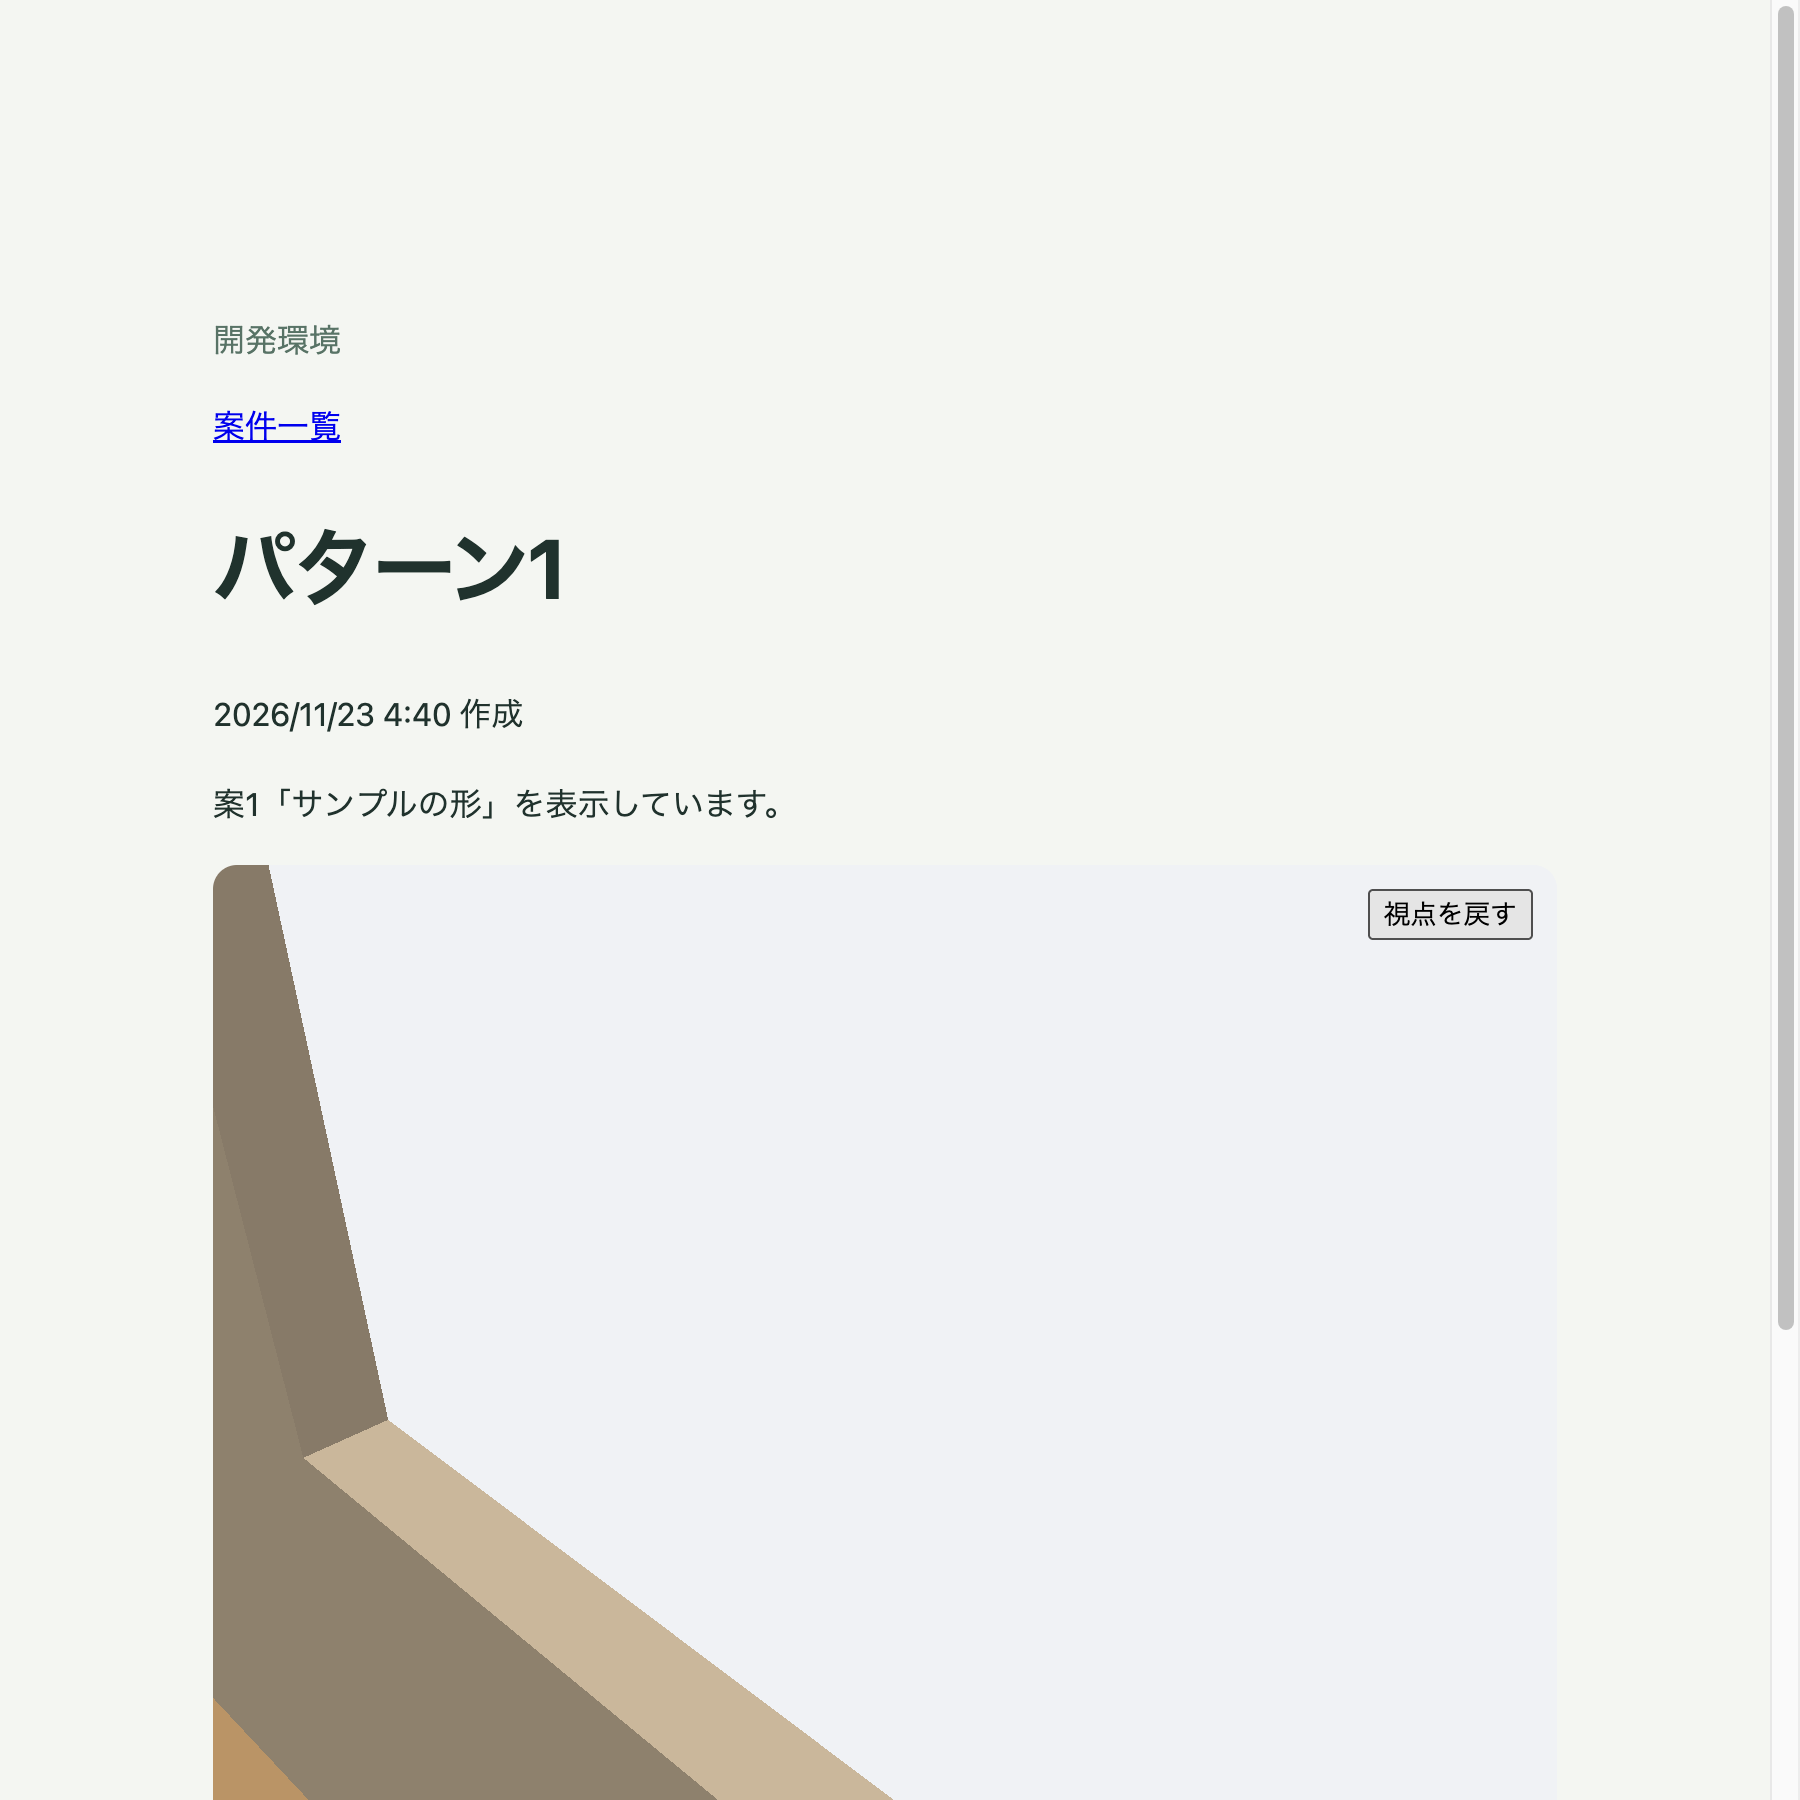 開発環境
案件一覧
パターン1
2026/11/23 4:40 作成
案1「サンプルの形」を表示しています。
視点を戻す